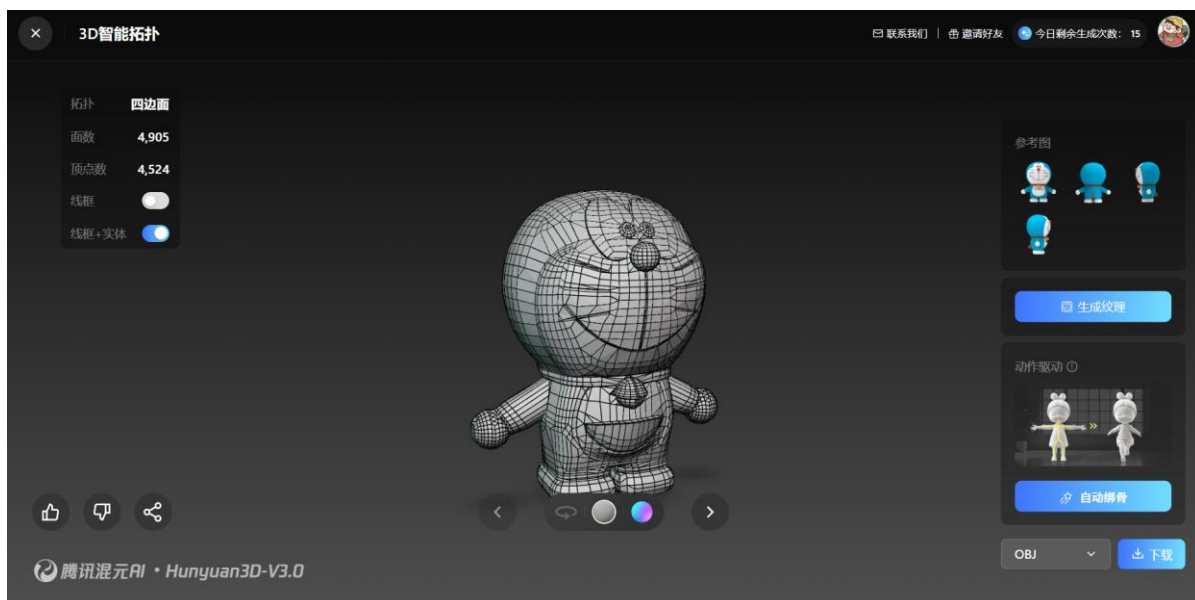 3D智能拓扑
联系我们 | 邀请好友 今日剩余生成次数： 15
拓扑 四边面
面数 4,905
顶点数 4,524
线框
线框+实体
参考图
生成纹理
动作驱动
自动绑骨
OBJ 下载
腾讯混元AI・Hunyuan3D-V3.0